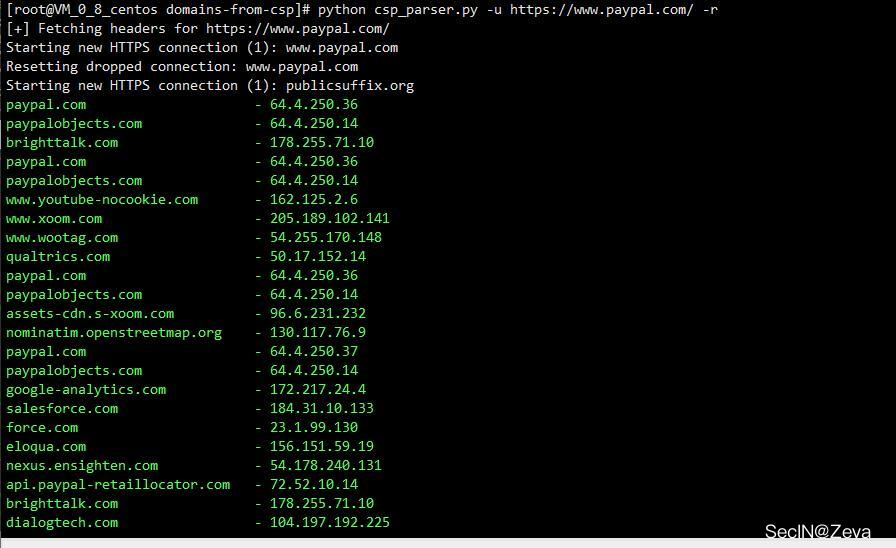 [root@VM_0_8_centos domains-from-csp]# python csp_parser.py -u https://www.paypal.com/ -r
[+] Fetching headers for https://www.paypal.com/
Starting new HTTPS connection (1): www.paypal.com
Resetting dropped connection: www.paypal.com
Starting new HTTPS connection (1): publicsuffix.org
paypal.com - 64.4.250.36
paypalobjects.com - 64.4.250.14
brighttalk.com - 178.255.71.10
paypal.com - 64.4.250.36
paypalobjects.com - 64.4.250.14
www.youtube-nocookie.com - 162.125.2.6
www.xoom.com - 205.189.102.141
www.wootag.com - 54.255.170.148
qualtrics.com - 50.17.152.14
paypal.com - 64.4.250.36
paypalobjects.com - 64.4.250.14
assets-cdn.s-xoom.com - 96.6.231.232
nominatim.openstreetmap.org - 130.117.76.9
paypal.com - 64.4.250.37
paypalobjects.com - 64.4.250.14
google-analytics.com - 172.217.24.4
salesforce.com - 184.31.10.133
force.com - 23.1.99.130
eloqua.com - 156.151.59.19
nexus.ensighten.com - 54.178.240.131
api.paypal-retaillocator.com - 72.52.10.14
brighttalk.com - 178.255.71.10
dialogtech.com - 104.197.192.225
SecIN@Zeva